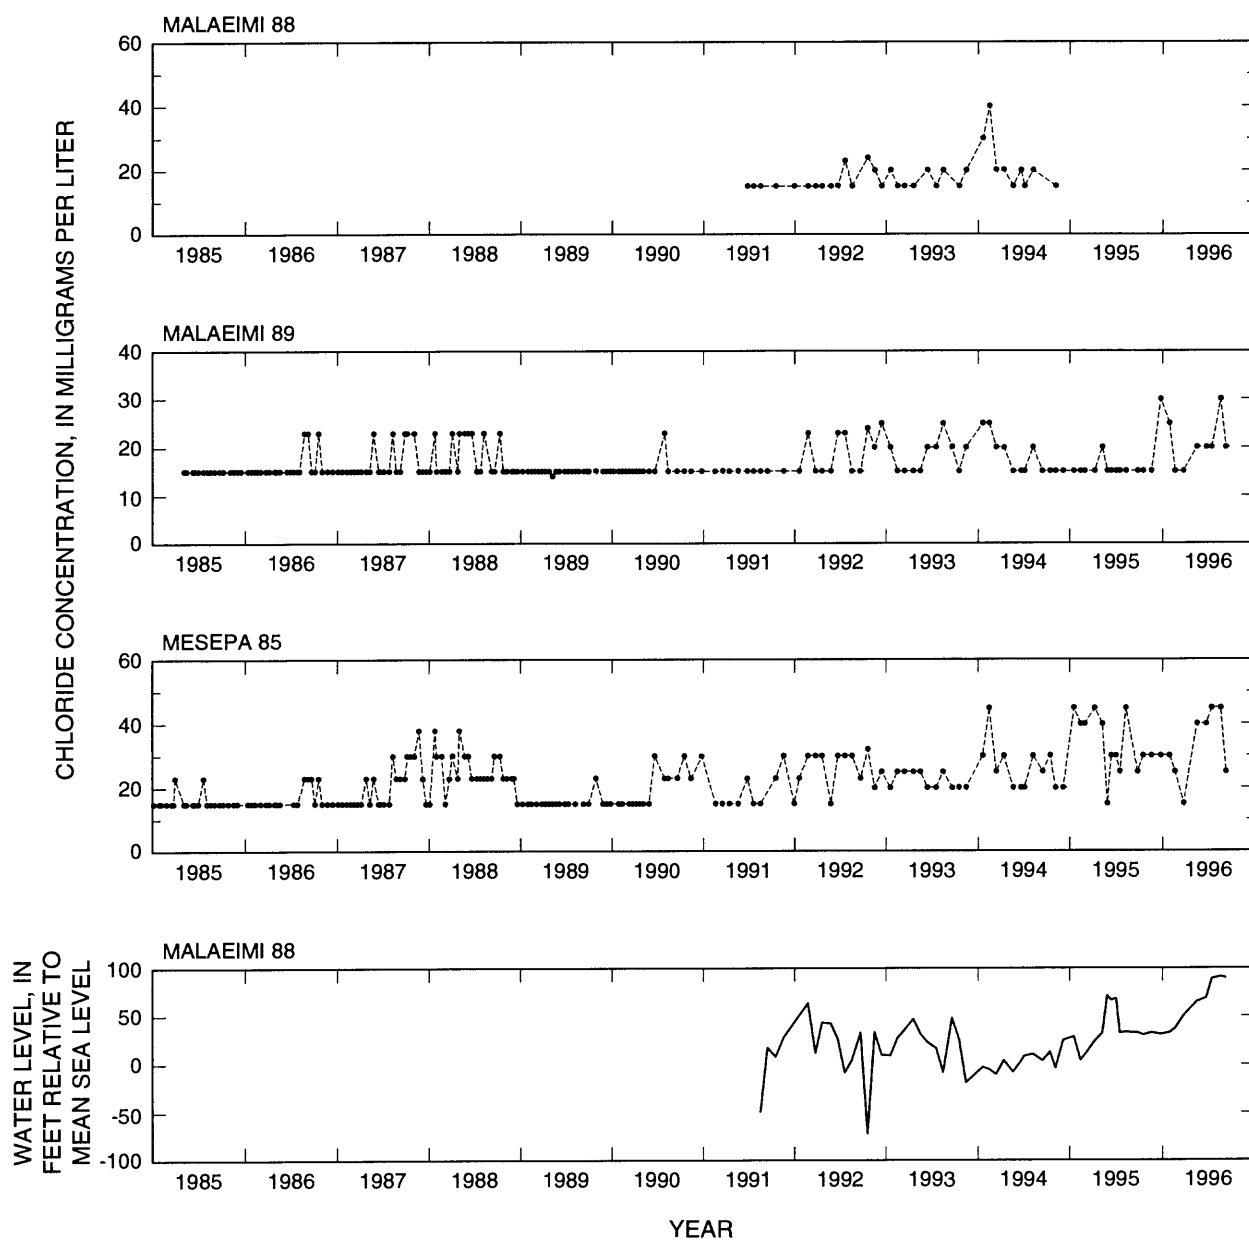 MALAEIMI 88
60
40
20
0
1985 1986 1987 1988 1989 1990 1991 1992 1993 1994 1995 1996
MALAEIMI 89
40
30
20
10
0
1985 1986 1987 1988 1989 1990 1991 1992 1993 1994 1995 1996
MESEPA 85
60
40
20
0
1985 1986 1987 1988 1989 1990 1991 1992 1993 1994 1995 1996
CHLORIDE CONCENTRATION, IN MILLIGRAMS PER LITER
MALAEIMI 88
100
50
0
-50
-100
1985 1986 1987 1988 1989 1990 1991 1992 1993 1994 1995 1996
WATER LEVEL, IN
FEET RELATIVE TO
MEAN SEA LEVEL
YEAR